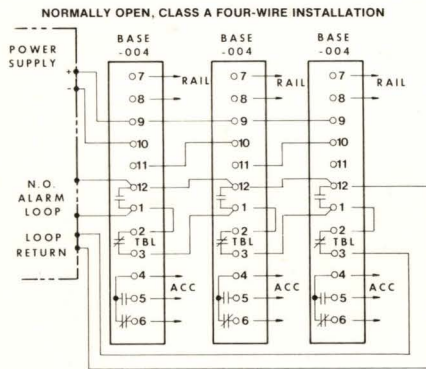 NORMALLY OPEN, CLASS A FOUR-WIRE INSTALLATION
BASE BASE BASE
-004 -004 -004
POWER
SUPPLY
+
-
N.O.
ALARM
LOOP
LOOP
RETURN
7 RAIL
8
9
10
11
12
1
2
TBL
3
4
ACC
5
6
7 RAIL
8
9
10
11
12
1
2
TBL
3
4
ACC
5
6
7 RAIL
8
9
10
11
12
1
2
TBL
3
4
ACC
5
6